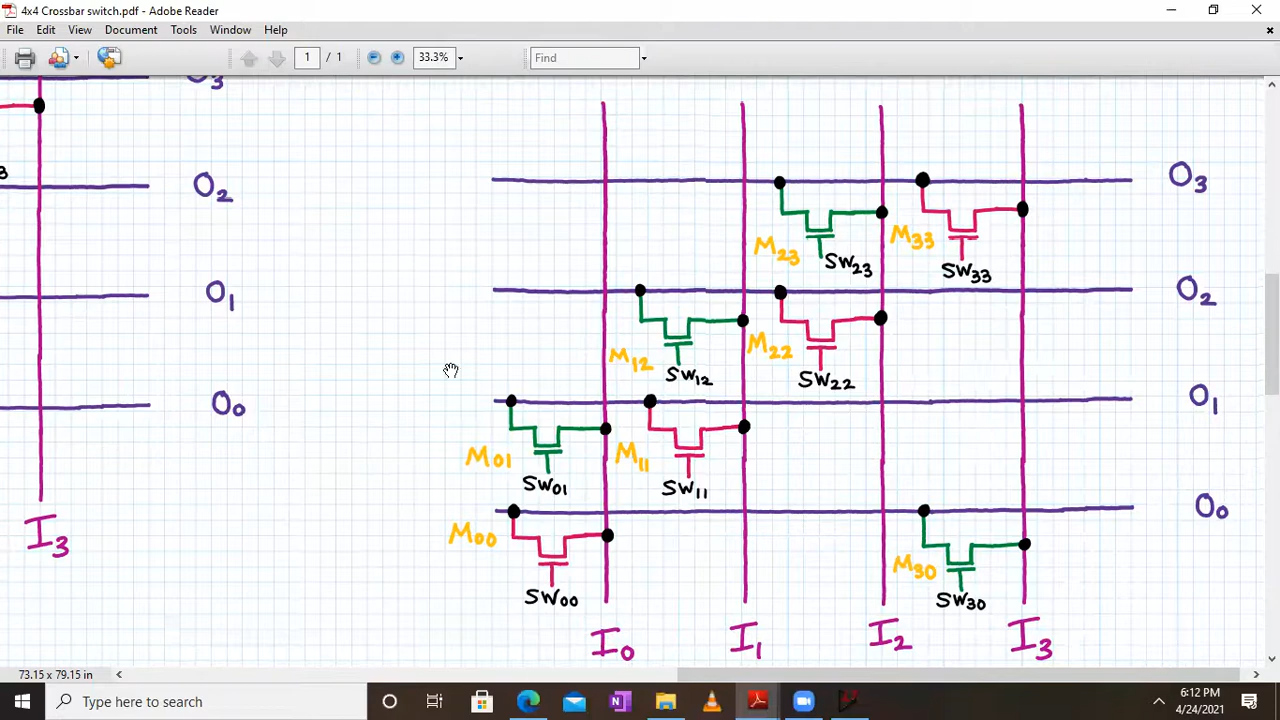 4x4 Crossbar switch.pdf - Adobe Reader
File Edit View Document Tools Window Help
1 / 1 33.3% Find
O3
O2
O1
O0
I3
O3
M23 SW23 M33 SW33
O2
M12 SW12 M22 SW22
O1
M01 SW01 M11 SW11
O0
M00 SW00 M30 SW30
I0 I1 I2 I3
73.15 x 79.15 in
Type here to search
6:12 PM
4/24/2021